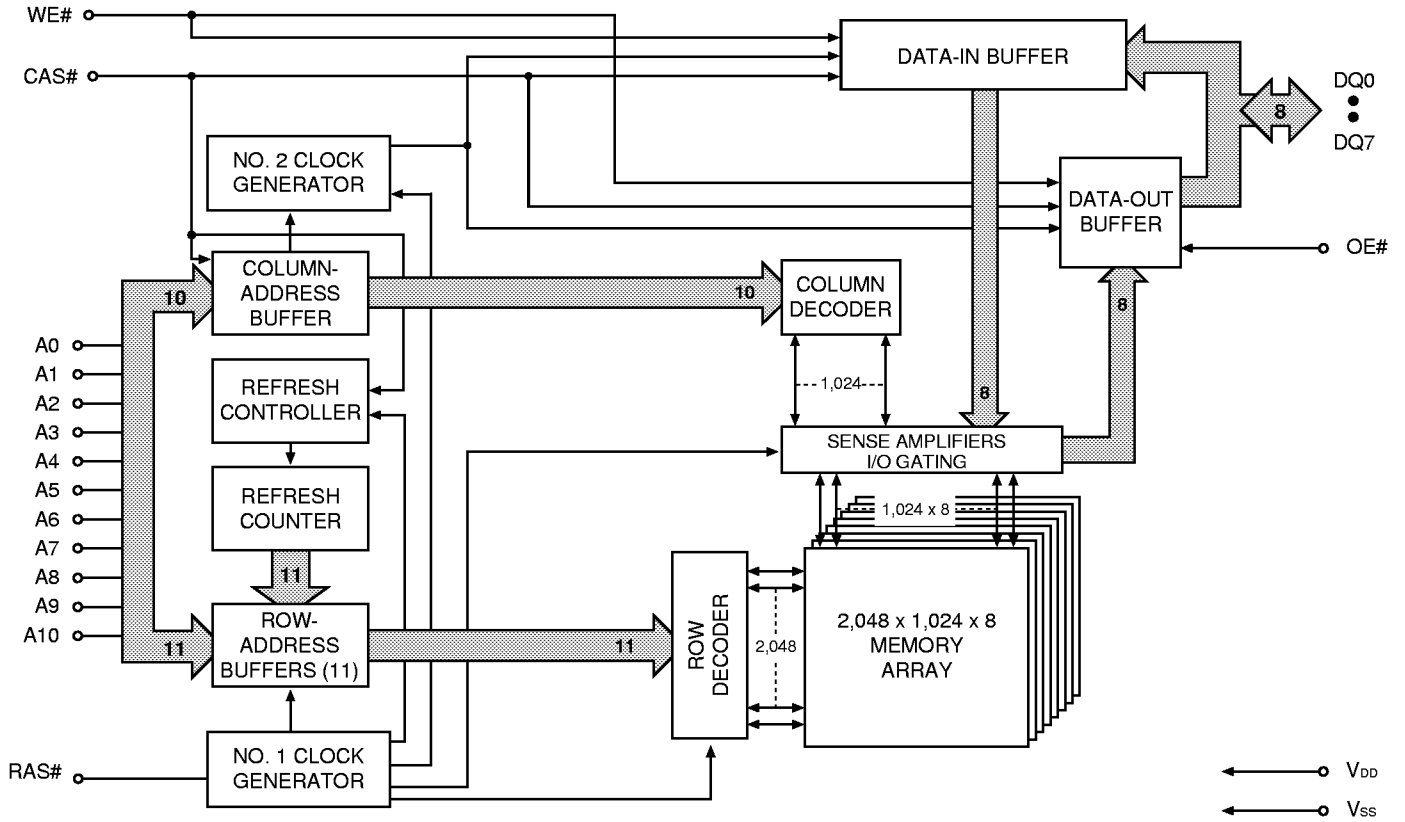 WE#
CAS#
DATA-IN BUFFER
DQ0
DQ7
8
NO. 2 CLOCK
GENERATOR
DATA-OUT
BUFFER
OE#
COLUMN-
ADDRESS
BUFFER
10
10
COLUMN
DECODER
8
1,024
8
A0
A1
A2
A3
A4
A5
A6
A7
A8
A9
A10
REFRESH
CONTROLLER
SENSE AMPLIFIERS
I/O GATING
REFRESH
COUNTER
1,024 x 8
11
ROW-
ADDRESS
BUFFERS (11)
11
11
ROW
DECODER
2,048
2,048 x 1,024 x 8
MEMORY
ARRAY
RAS#
NO. 1 CLOCK
GENERATOR
VDD
VSS